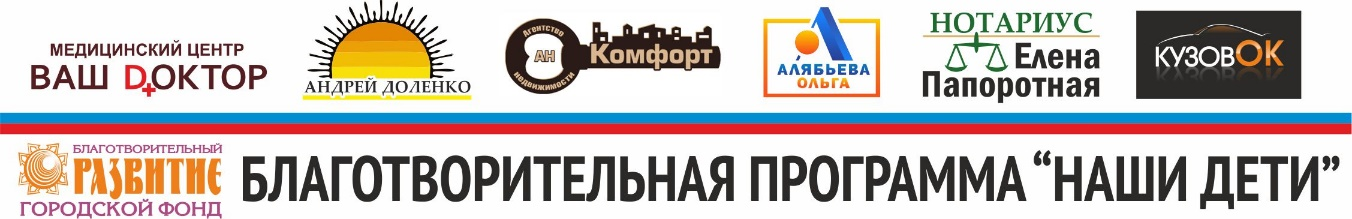 МЕДИЦИНСКИЙ ЦЕНТР
ВАШ ДОКТОР
АНДРЕЙ ДОЛЕНКО
Агентство
АН
недвижимости
Комфорт
АЛЯБЬЕВА
ОЛЬГА
НОТАРИУС
Елена
Папоротная
КУЗОВОК
БЛАГОТВОРИТЕЛЬНЫЙ
РАЗВИТИЕ
ГОРОДСКОЙ ФОНД
БЛАГОТВОРИТЕЛЬНАЯ ПРОГРАММА “НАШИ ДЕТИ”